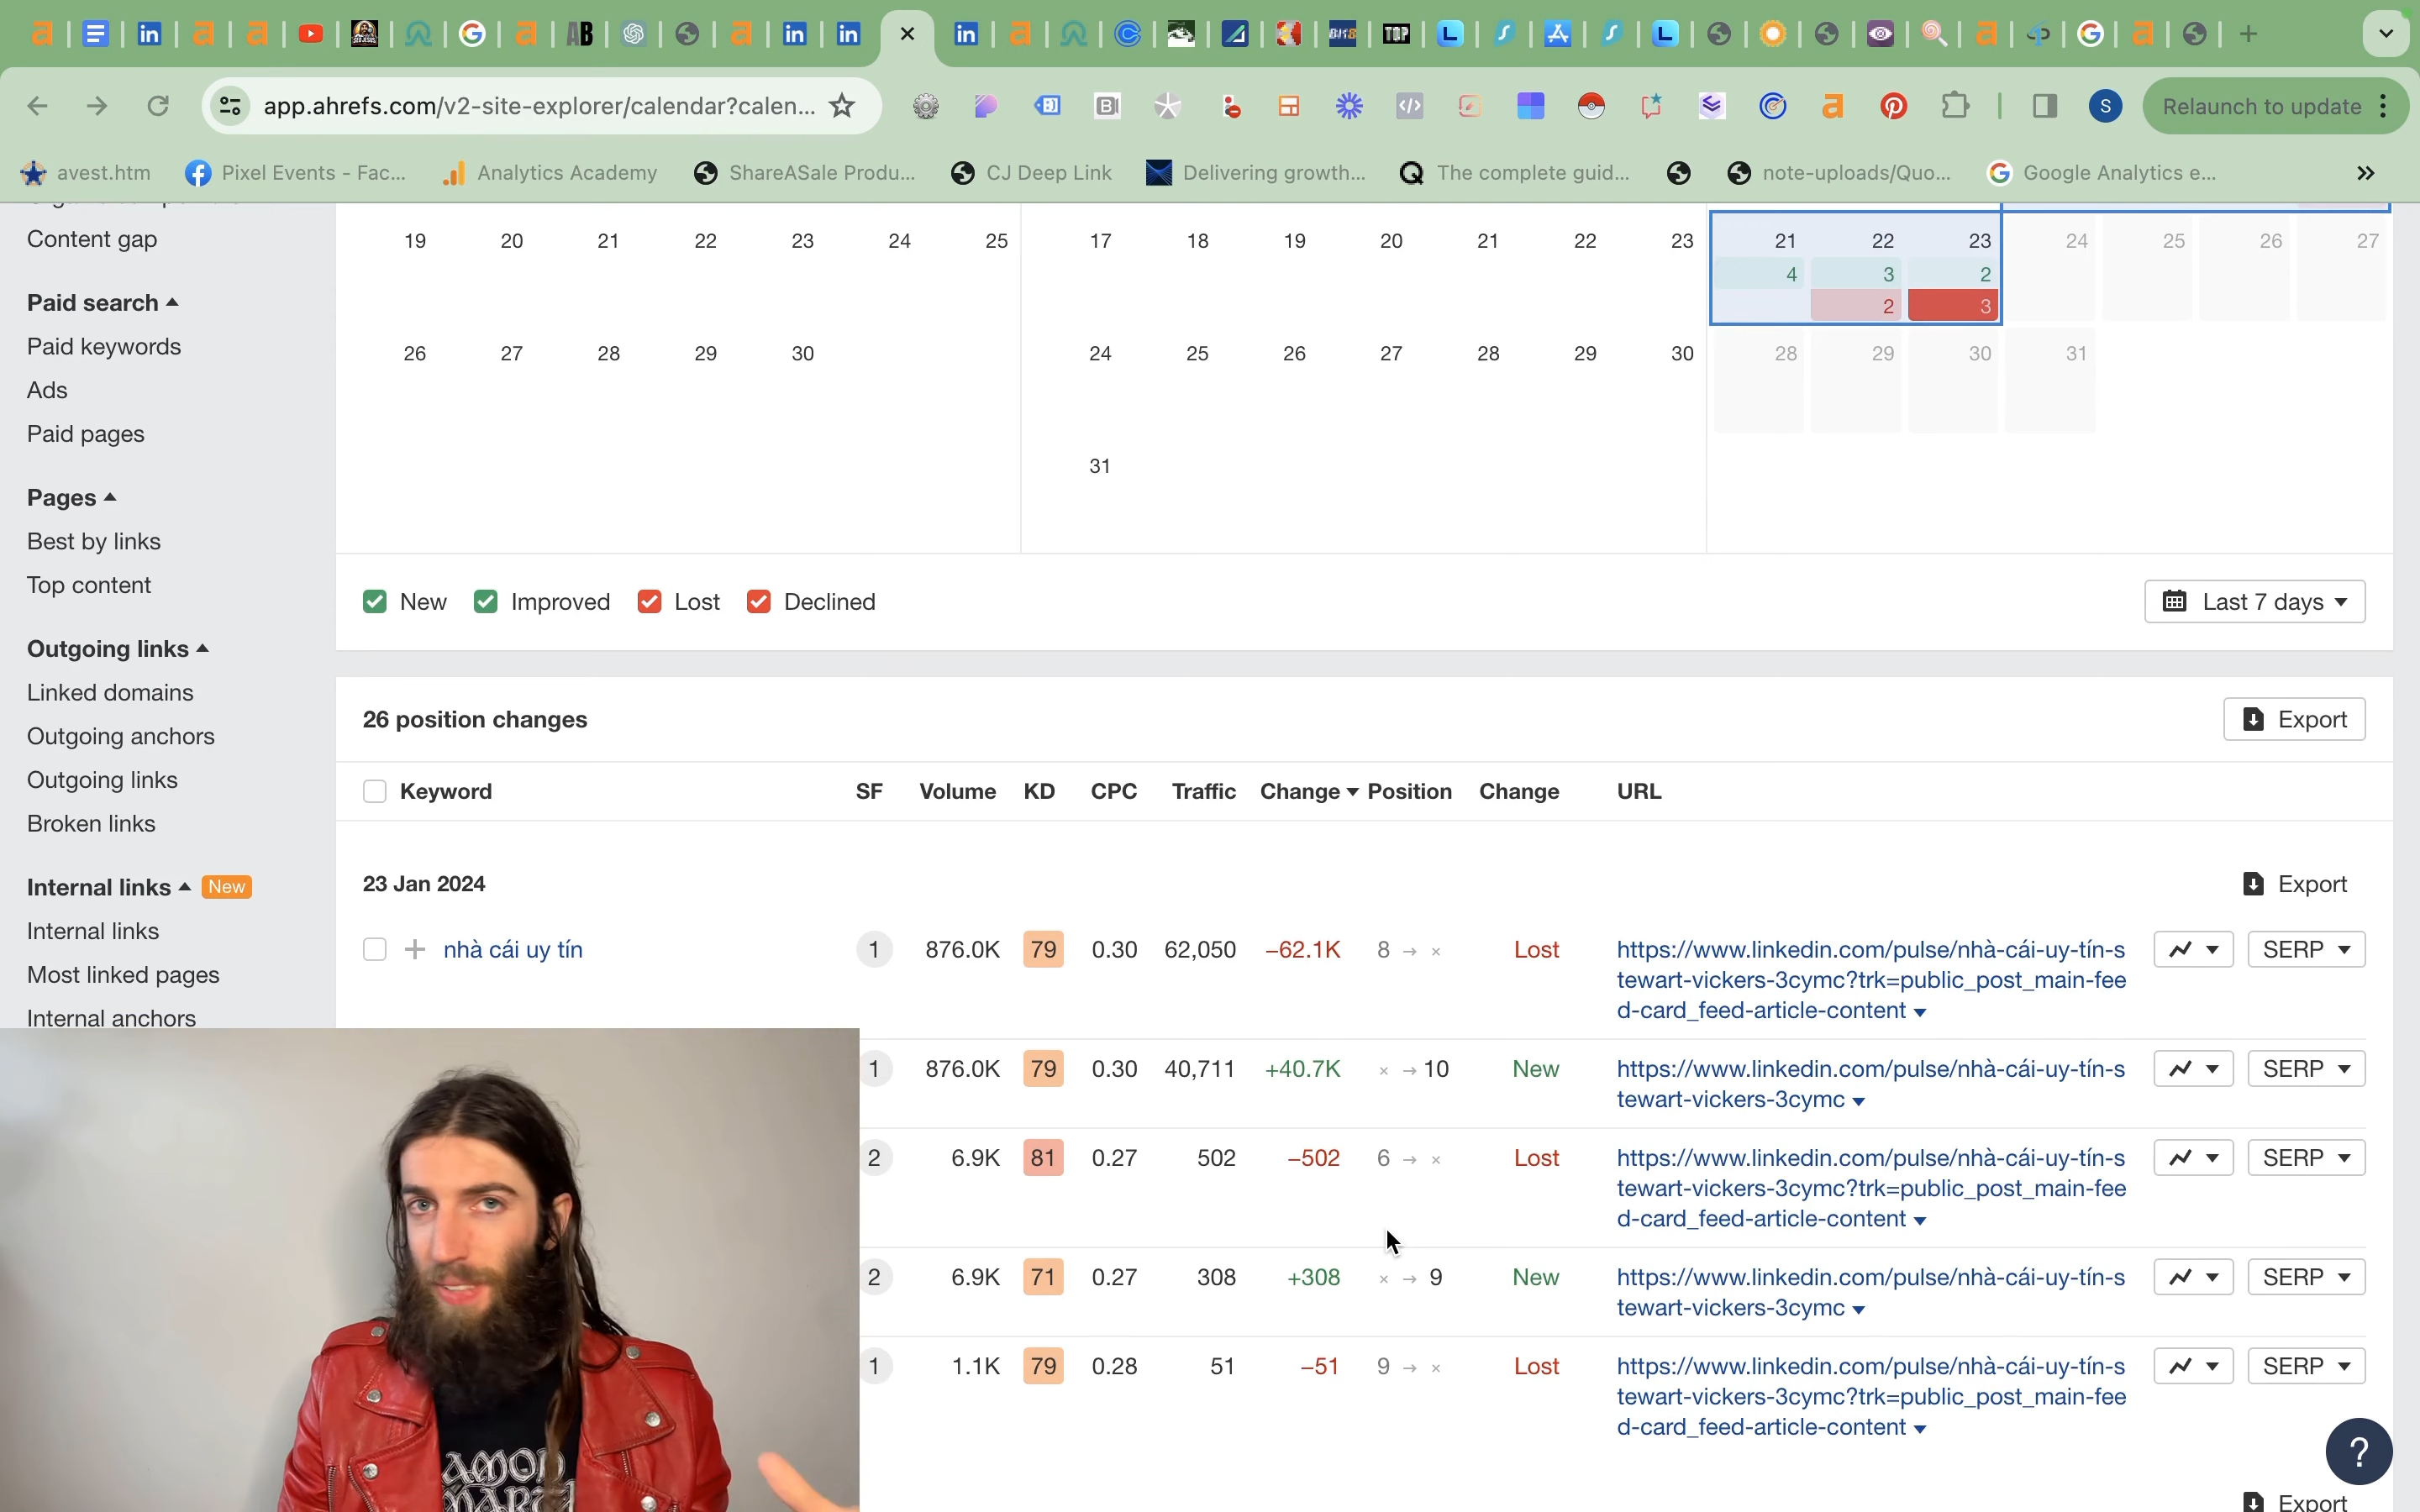 app.ahrefs.com/v2-site-explorer/calendar?calen...
S
Relaunch to update
avest.htm
Pixel Events - Fac...
Analytics Academy
ShareASale Produ...
CJ Deep Link
Delivering growth...
The complete guid...
note-uploads/Quo...
Google Analytics e...
Content gap
Paid search
Paid keywords
Ads
Paid pages
Pages
Best by links
Top content
Outgoing links
Linked domains
Outgoing anchors
Outgoing links
Broken links
Internal links New
Internal links
Most linked pages
Internal anchors
19 20 21 22 23 24 25
26 27 28 29 30
17 18 19 20 21 22 23
24 25 26 27 28 29 30
31
21 22 23 24 25 26 27
4 3 2
2 3
28 29 30 31
New Improved Lost Declined
Last 7 days
26 position changes
Export
Keyword SF Volume KD CPC Traffic Change Position Change URL
23 Jan 2024
Export
nhà cái uy tín 1 876.0K 79 0.30 62,050 −62.1K 8 → × Lost https://www.linkedin.com/pulse/nhà-cái-uy-tín-s SERP
tewart-vickers-3cymc?trk=public_post_main-fee
d-card_feed-article-content
1 876.0K 79 0.30 40,711 +40.7K × → 10 New https://www.linkedin.com/pulse/nhà-cái-uy-tín-s SERP
tewart-vickers-3cymc
2 6.9K 81 0.27 502 −502 6 → × Lost https://www.linkedin.com/pulse/nhà-cái-uy-tín-s SERP
tewart-vickers-3cymc?trk=public_post_main-fee
d-card_feed-article-content
2 6.9K 71 0.27 308 +308 × → 9 New https://www.linkedin.com/pulse/nhà-cái-uy-tín-s SERP
tewart-vickers-3cymc
1 1.1K 79 0.28 51 −51 9 → × Lost https://www.linkedin.com/pulse/nhà-cái-uy-tín-s SERP
tewart-vickers-3cymc?trk=public_post_main-fee
d-card_feed-article-content
Export
?
AMON